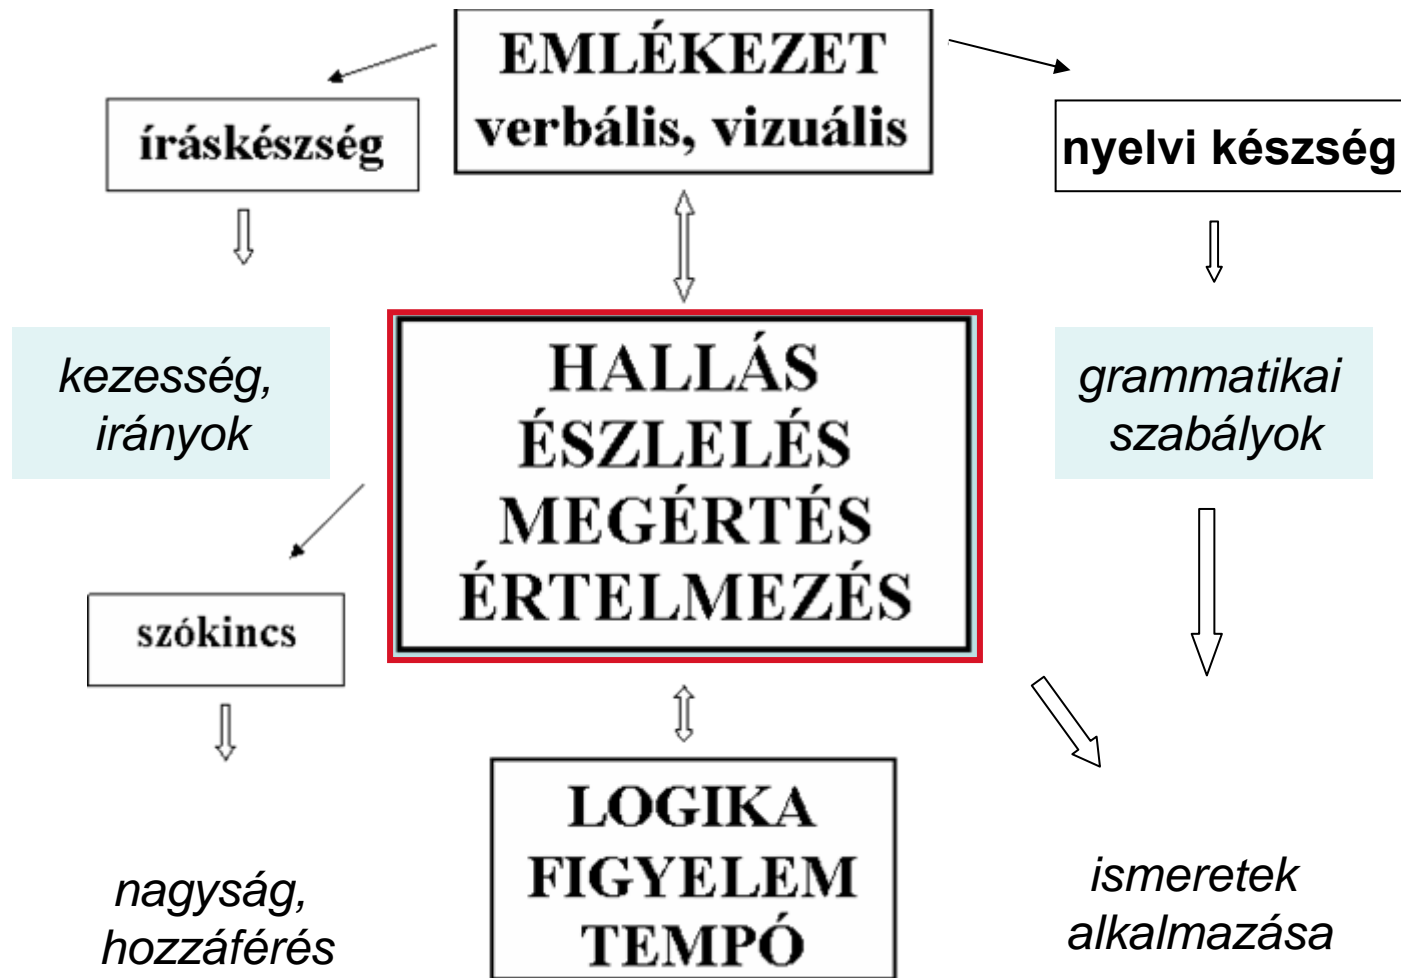 EMLÉKEZET
verbális, vizuális
íráskészség
nyelvi készség
kezesség,
irányok
HALLÁS
ÉSZLELÉS
MEGÉRTÉS
ÉRTELMEZÉS
grammatikai
szabályok
szókincs
LOGIKA
FIGYELEM
TEMPÓ
nagyság,
hozzáférés
ismeretek
alkalmazása